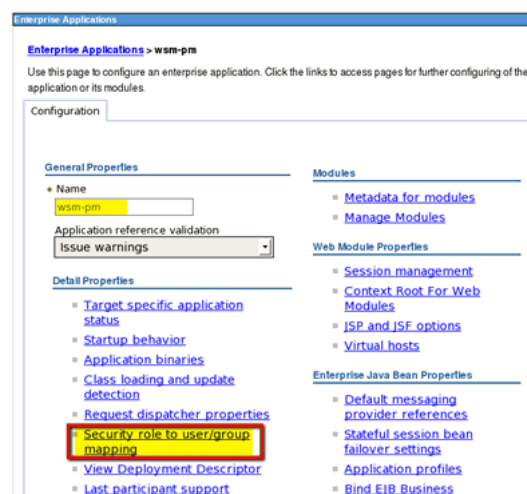 Enterprise Applications
Enterprise Applications > wsm-pm
Use this page to configure an enterprise application. Click the links to access pages for further configuring of the
application or its modules.
Configuration
General Properties
Name
wsm-pm
Application reference validation
Issue warnings
Detail Properties
Target specific application
status
Startup behavior
Application binaries
Class loading and update
detection
Request dispatcher properties
Security role to user/group
mapping
View Deployment Descriptor
Last participant support
Modules
Metadata for modules
Manage Modules
Web Module Properties
Session management
Context Root For Web
Modules
JSP and JSF options
Virtual hosts
Enterprise Java Bean Properties
Default messaging
provider references
Stateful session bean
failover settings
Application profiles
Bind EJB Business